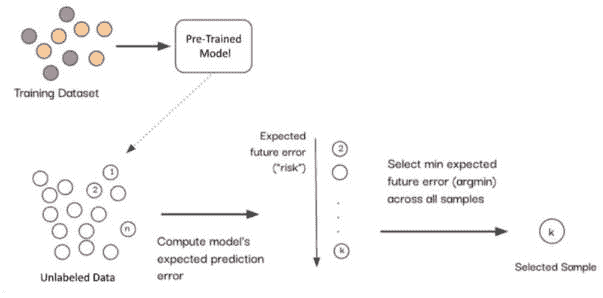 Pre-Trained
Model
Training Dataset
1
2
n
Unlabeled Data
Compute model's
expected prediction
error
Expected
future error
("risk")
2
k
Select min expected
future error (argmin)
across all samples
k
Selected Sample